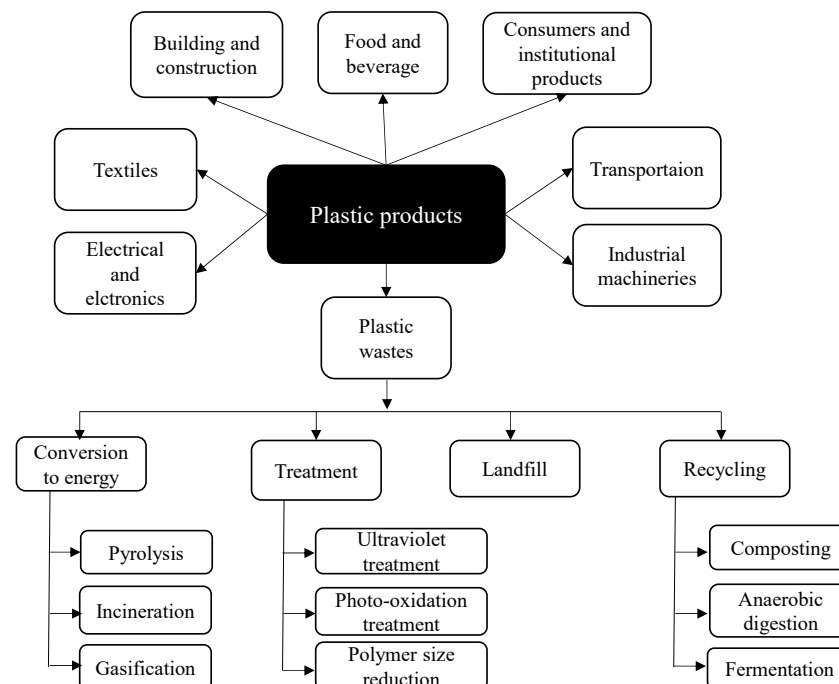 Building and
construction
Food and
beverage
Consumers and
institutional
products
Textiles
Plastic products
Transportaion
Electrical
and
elctronics
Industrial
machineries
Plastic
wastes
Conversion
to energy
Treatment
Landfill
Recycling
Pyrolysis
Incineration
Gasification
Ultraviolet
treatment
Photo-oxidation
treatment
Polymer size
reduction
Composting
Anaerobic
digestion
Fermentation